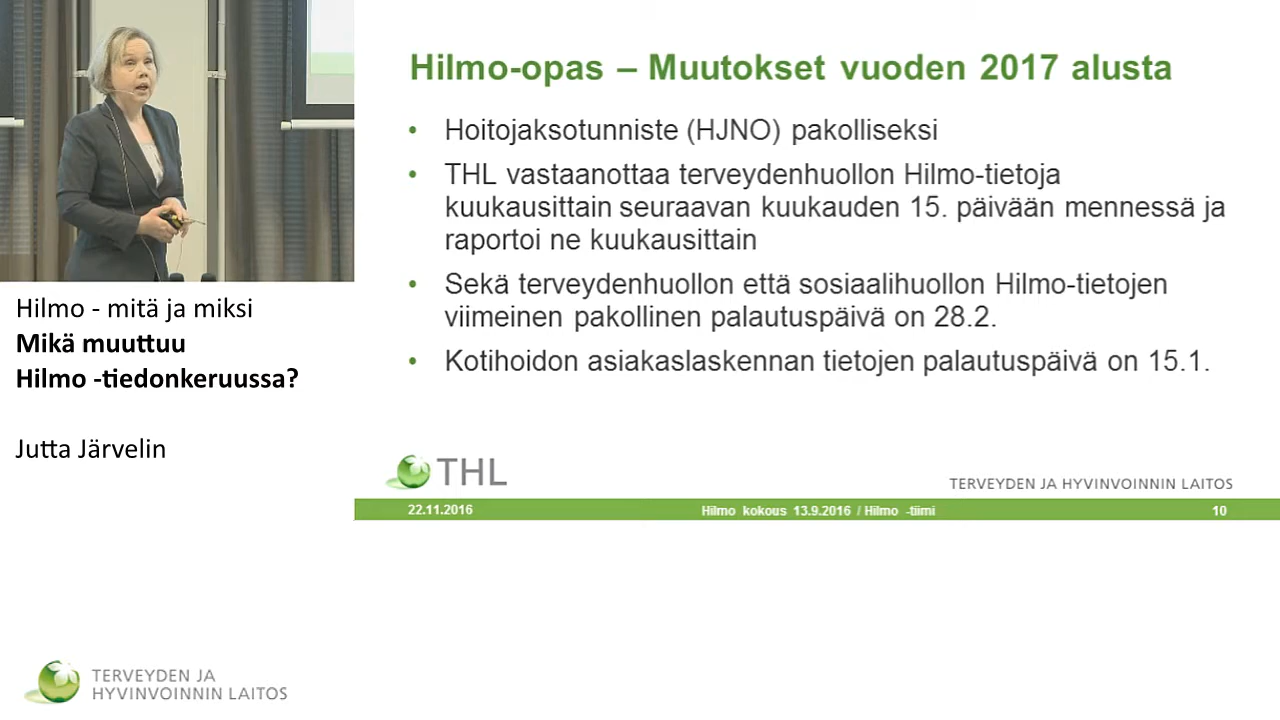 Hilmo-opas – Muutokset vuoden 2017 alusta
• Hoitojaksotunniste (HJNO) pakolliseksi
• THL vastaanottaa terveydenhuollon Hilmo-tietoja
kuukausittain seuraavan kuukauden 15. päivään mennessä ja
raportoi ne kuukausittain
• Sekä terveydenhuollon että sosiaalihuollon Hilmo-tietojen
viimeinen pakollinen palautuspäivä on 28.2.
• Kotihoidon asiakaslaskennan tietojen palautuspäivä on 15.1.
THL
TERVEYDEN JA HYVINVOINNIN LAITOS
22.11.2016 Hilmo kokous 13.9.2016 / Hilmo -tiimi 10
Hilmo - mitä ja miksi
Mikä muuttuu
Hilmo -tiedonkeruussa?
Jutta Järvelin
TERVEYDEN JA
HYVINVOINNIN LAITOS